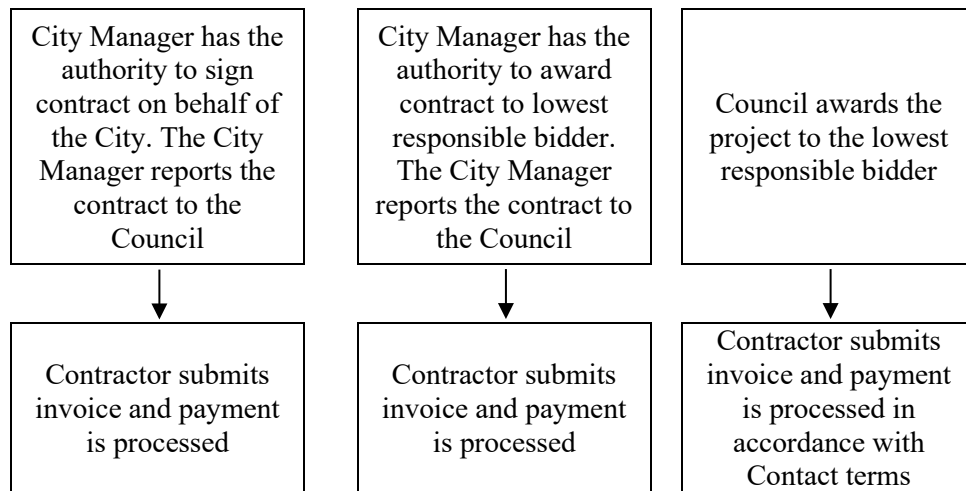 City Manager has the
authority to sign
contract on behalf of
the City. The City
Manager reports the
contract to the
Council
City Manager has the
authority to award
contract to lowest
responsible bidder.
The City Manager
reports the contract to
the Council
Council awards the
project to the lowest
responsible bidder
Contractor submits
invoice and payment
is processed
Contractor submits
invoice and payment
is processed
Contractor submits
invoice and payment
is processed in
accordance with
Contact terms